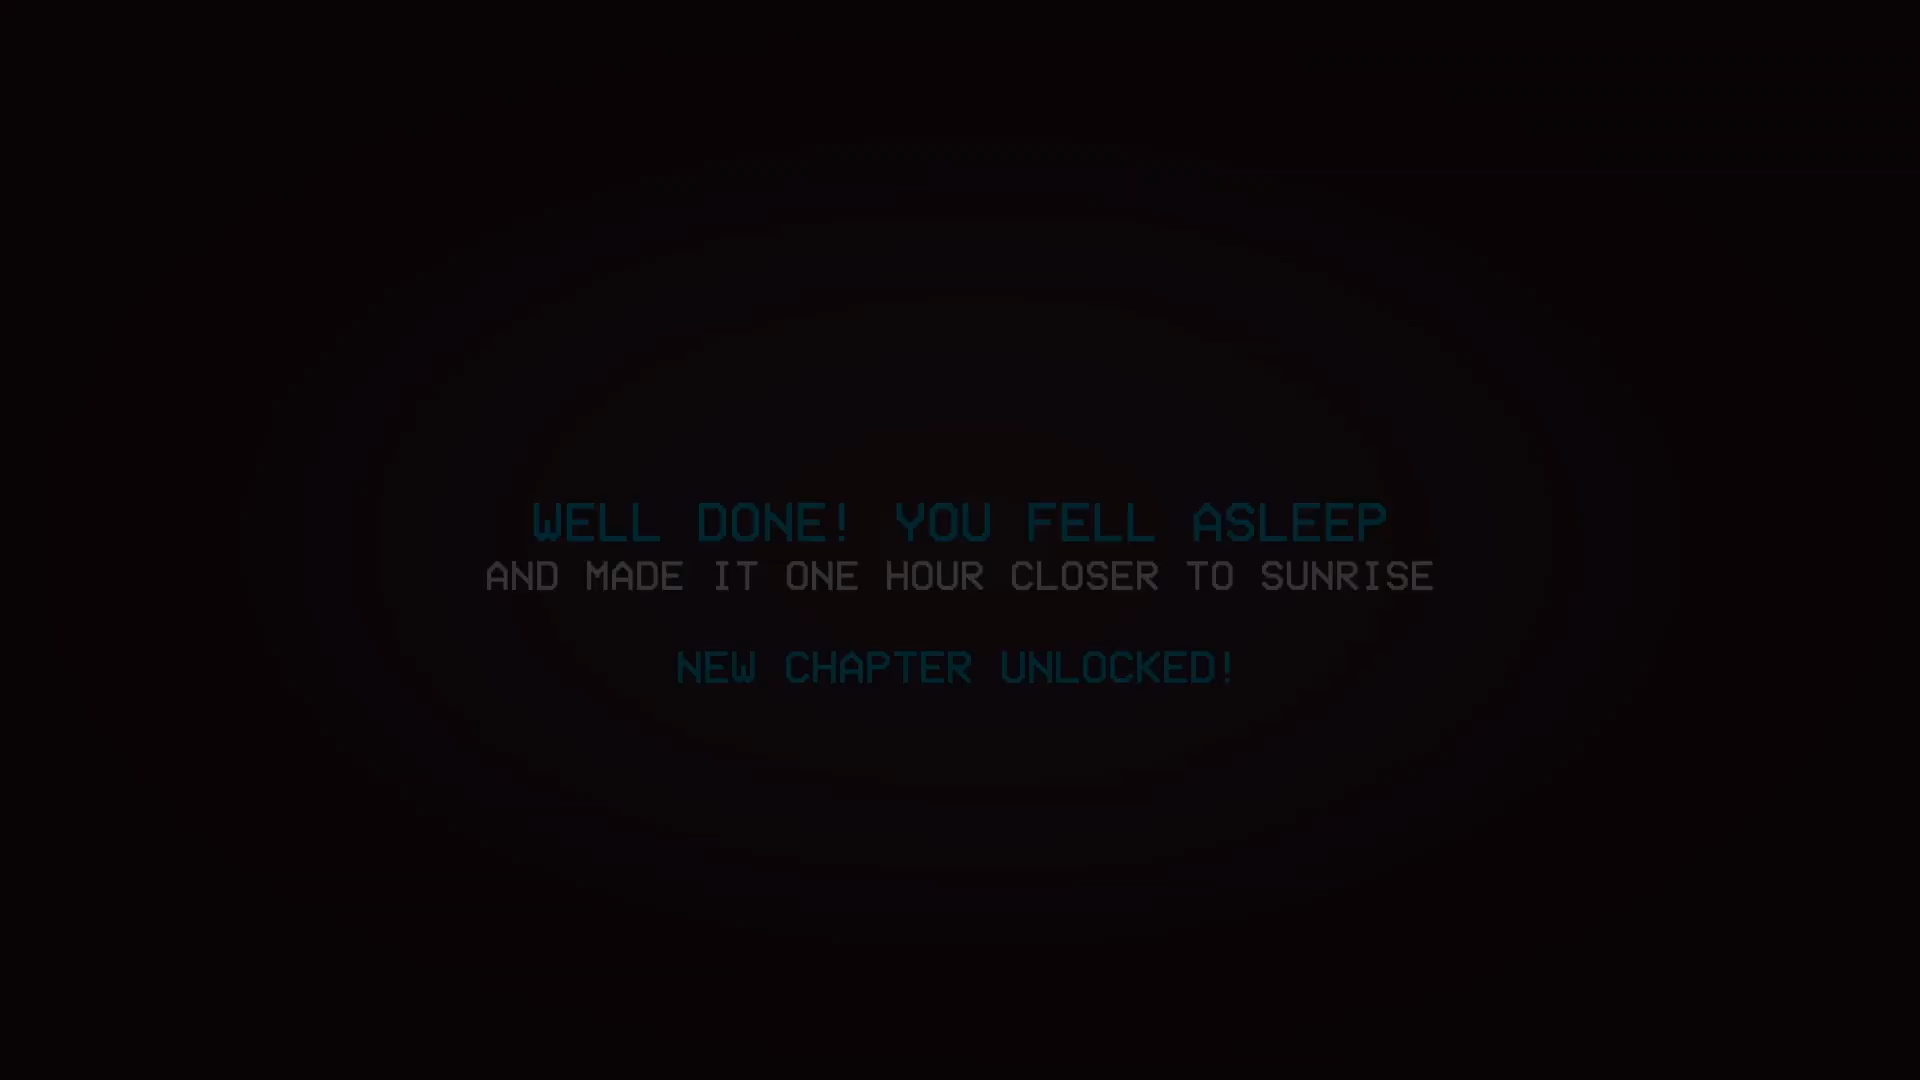 WELL DONE! YOU FELL ASLEEP
AND MADE IT ONE HOUR CLOSER TO SUNRISE
NEW CHAPTER UNLOCKED!